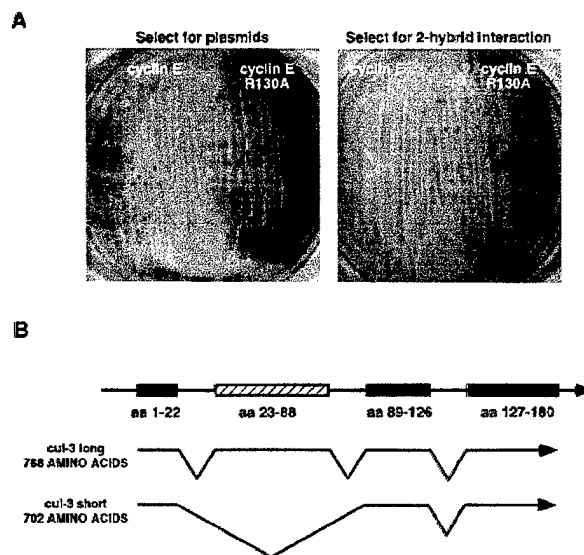 A
Select for plasmids
Select for 2-hybrid interaction
cyclin E
cyclin E
R130A
cyclin E
cyclin E
R130A
B
aa 1-22
aa 23-88
aa 89-126
aa 127-180
cul-3 long
768 AMINO ACIDS
cul-3 short
702 AMINO ACIDS